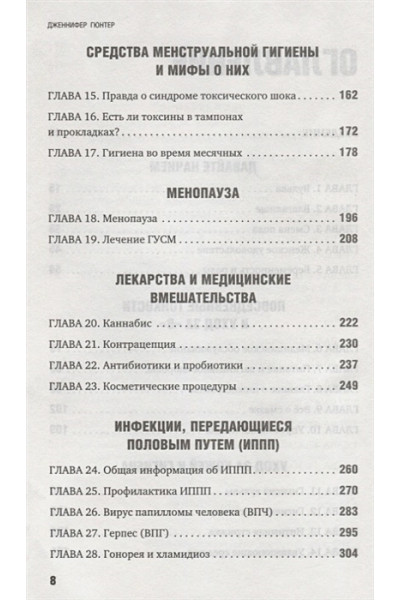 ДЖЕННИФЕР ГЮНТЕР
СРЕДСТВА МЕНСТРУАЛЬНОЙ ГИГИЕНЫ
И МИФЫ О НИХ
ГЛАВА 15. Правда о синдроме токсического шока 162
ГЛАВА 16. Есть ли токсины в тампонах
и прокладках? 172
ГЛАВА 17. Гигиена во время месячных 178
МЕНОПАУЗА
ГЛАВА 18. Менопауза 196
ГЛАВА 19. Лечение ГУСМ 208
ЛЕКАРСТВА И МЕДИЦИНСКИЕ
ВМЕШАТЕЛЬСТВА
ГЛАВА 20. Каннабис 222
ГЛАВА 21. Контрацепция 230
ГЛАВА 22. Антибиотики и пробиотики 237
ГЛАВА 23. Косметические процедуры 249
ИНФЕКЦИИ, ПЕРЕДАЮЩИЕСЯ
ПОЛОВЫМ ПУТЕМ (ИППП)
ГЛАВА 24. Общая информация об ИППП 260
ГЛАВА 25. Профилактика ИППП 270
ГЛАВА 26. Вирус папилломы человека (ВПЧ) 283
ГЛАВА 27. Герпес (ВПГ) 295
ГЛАВА 28. Гонорея и хламидиоз 304
8